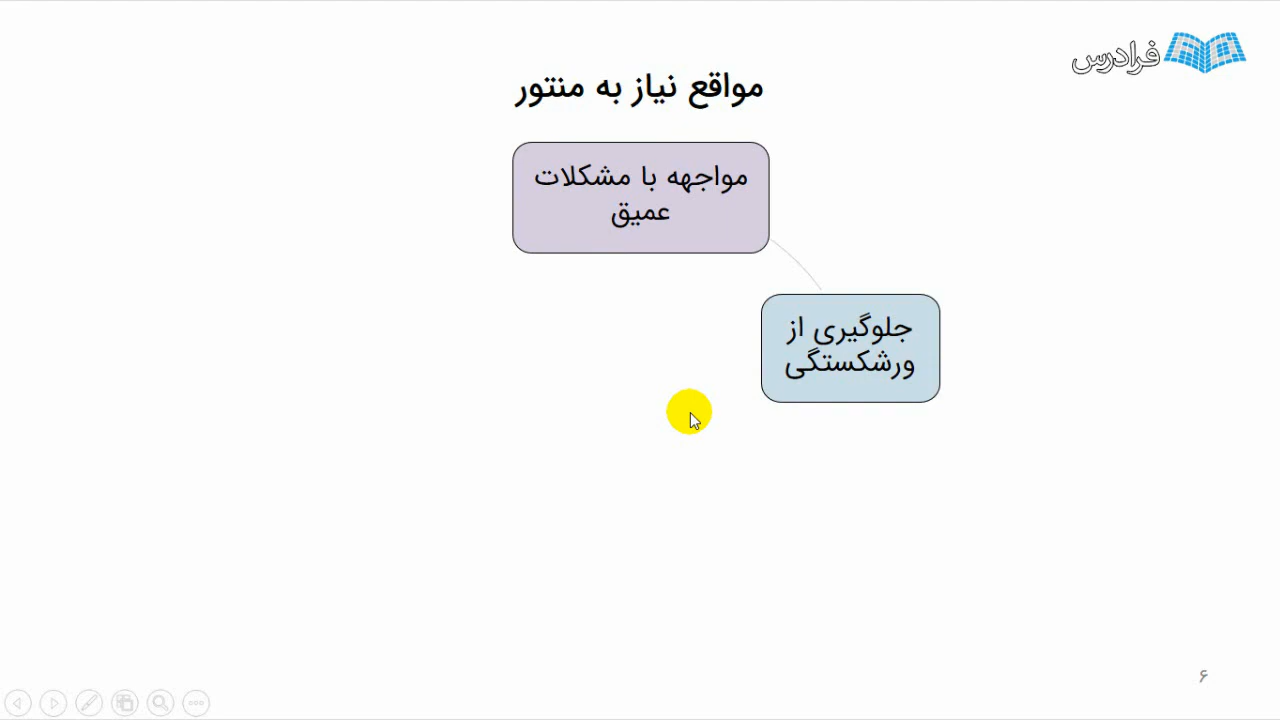 فرادرس
مواقع نیاز به منتور
مواجهه با مشکلات
عمیق
جلوگیری از
ورشکستگی
۶